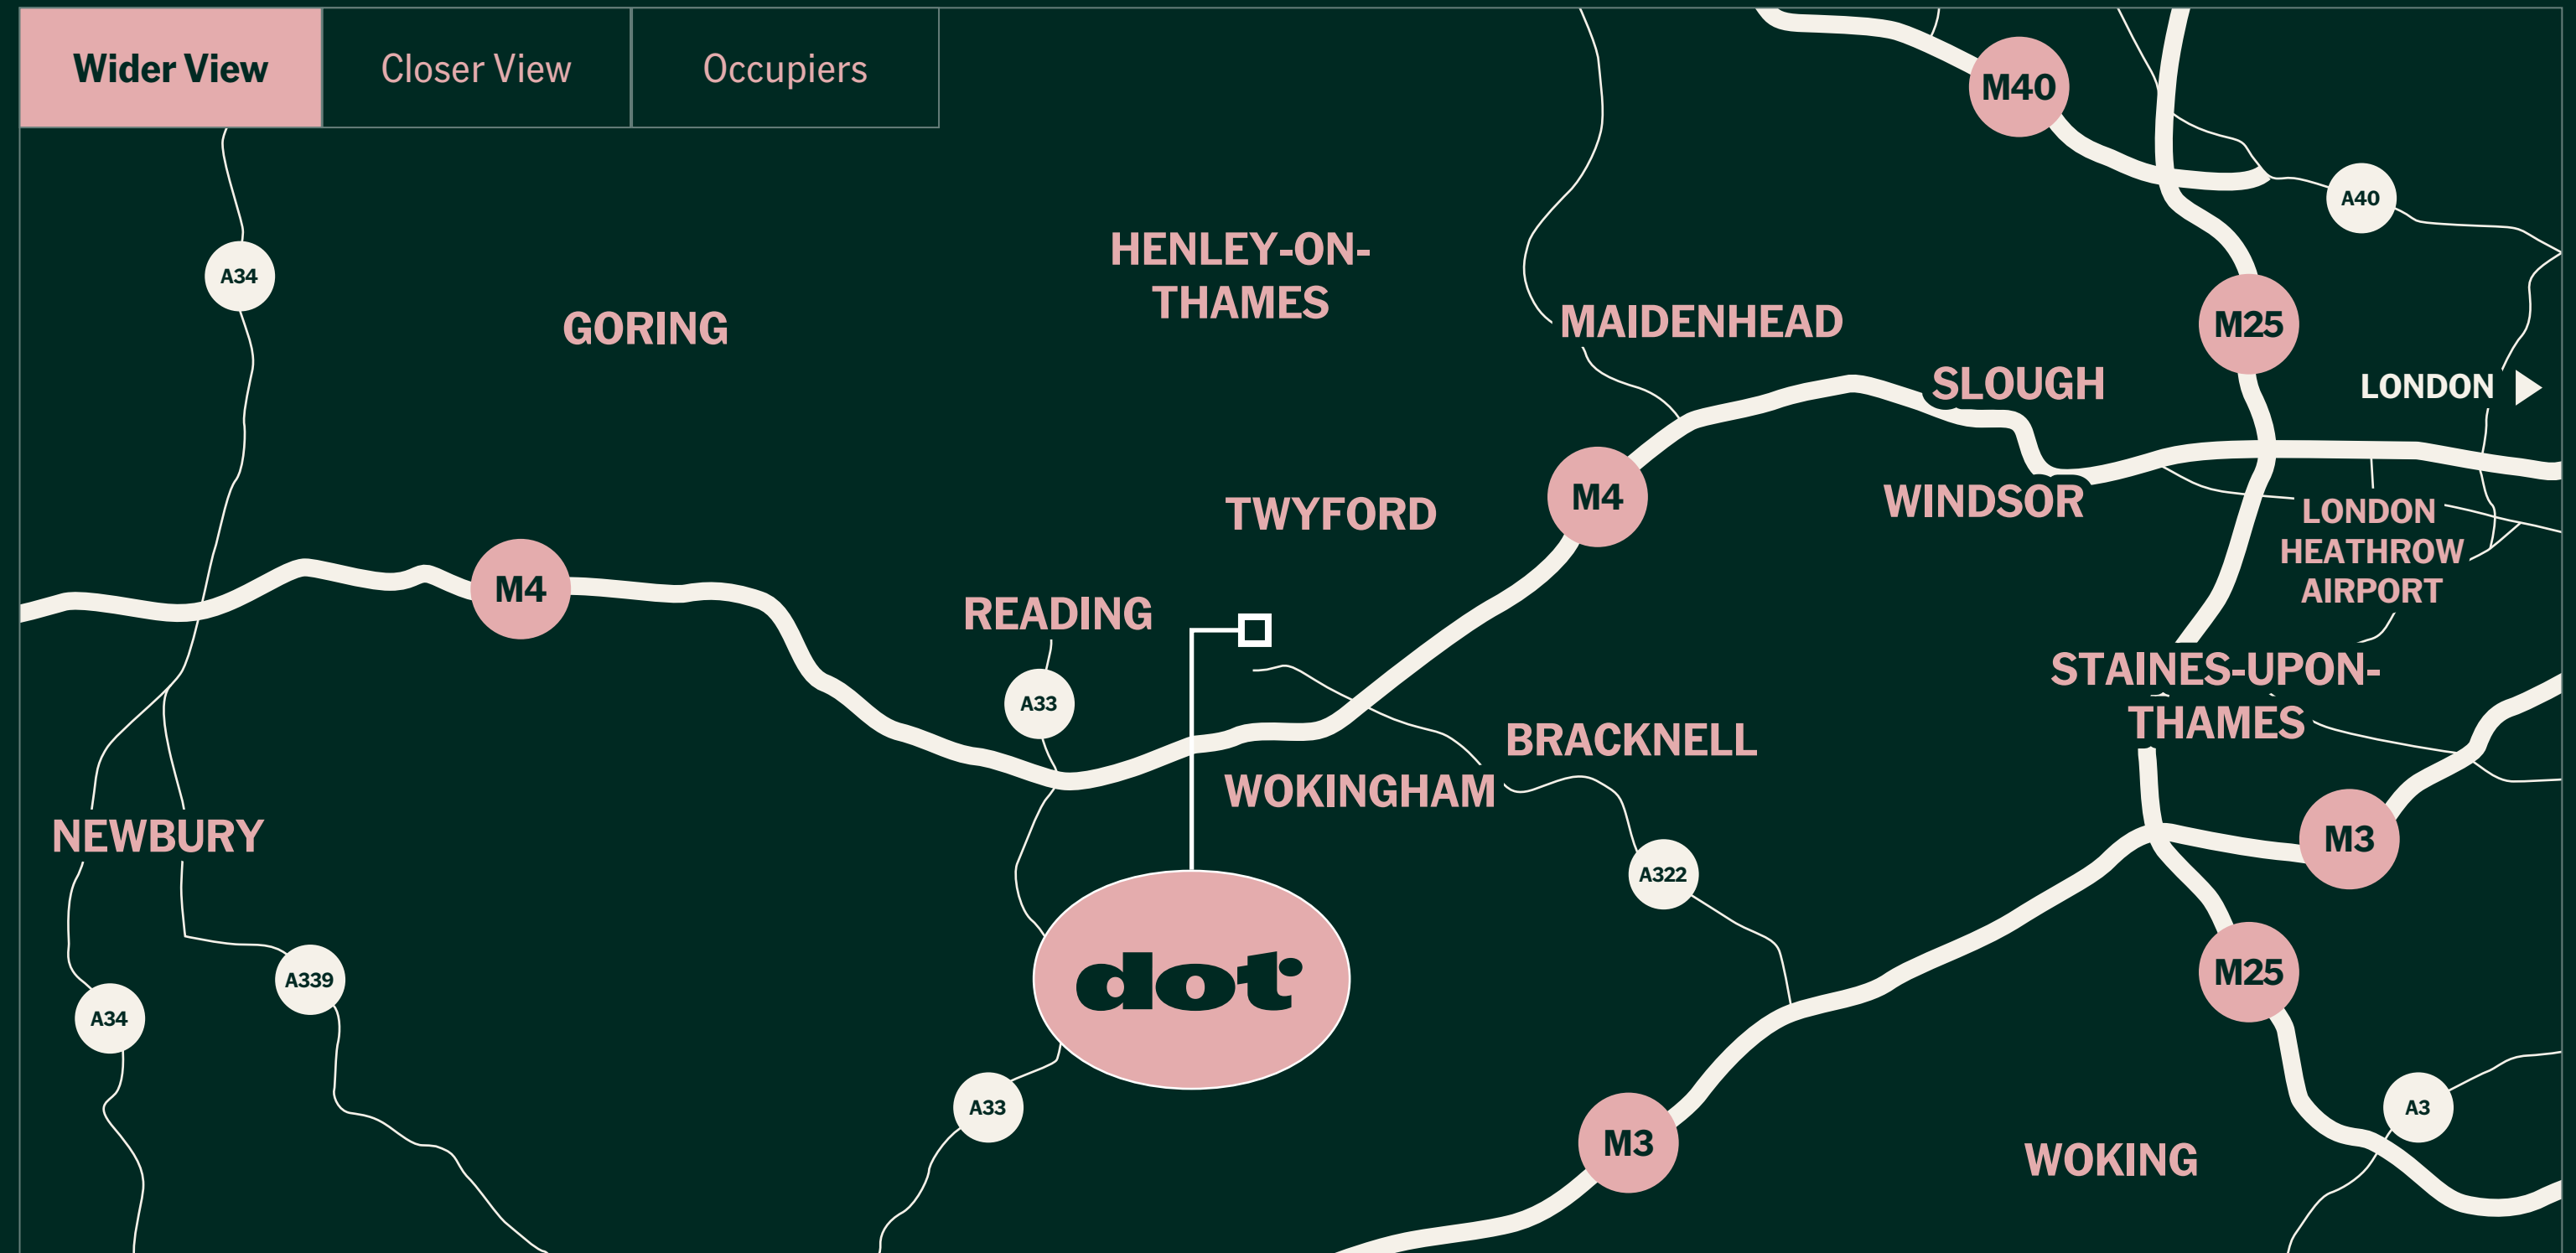 Wider View
Closer View
Occupiers
M40
A40
A34
HENLEY-ON-
THAMES
GORING
MAIDENHEAD
M25
SLOUGH
LONDON
M4
WINDSOR
TWYFORD
LONDON
HEATHROW
AIRPORT
M4
READING
STAINES-UPON-
THAMES
A33
BRACKNELL
WOKINGHAM
NEWBURY
M3
A322
dot
M25
A339
A34
A33
A3
M3
WOKING